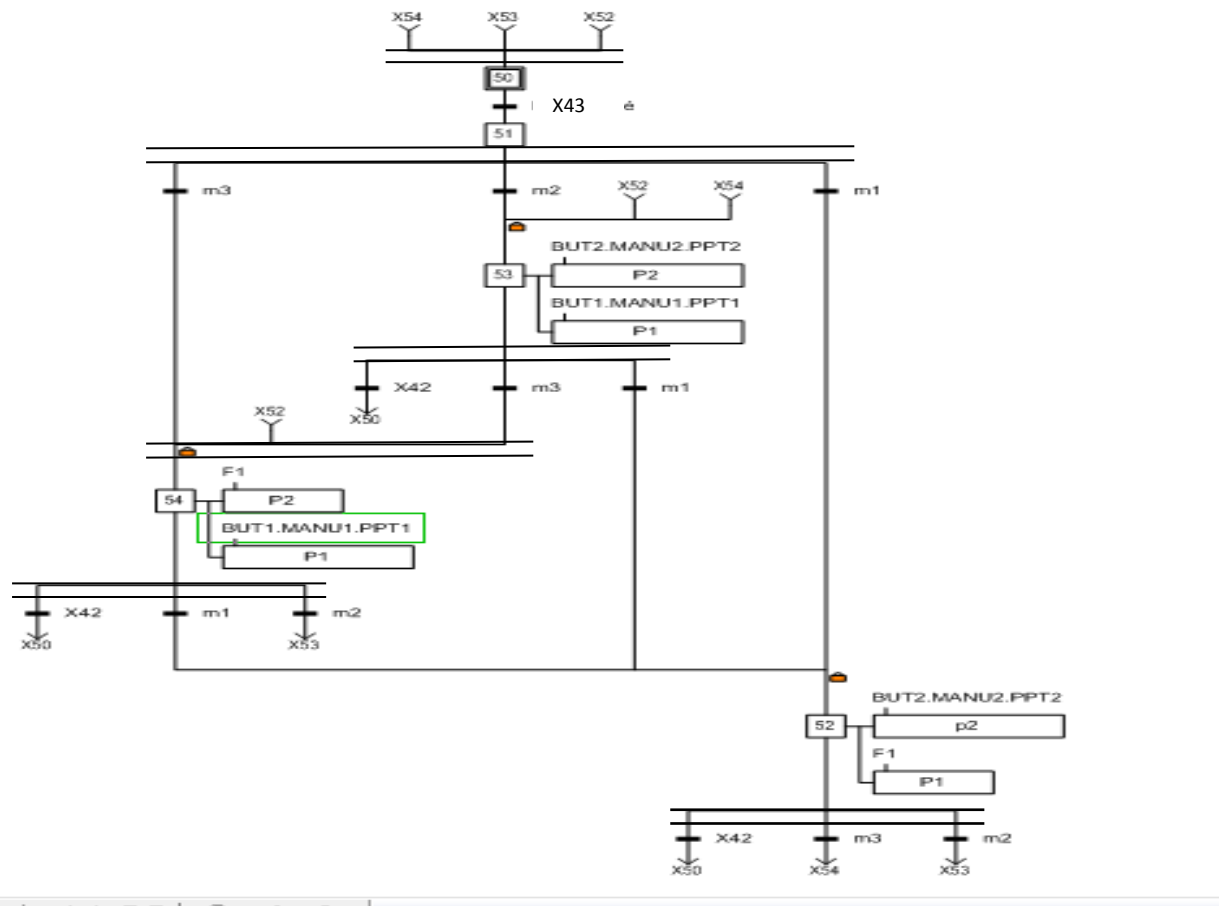 X54 X53 X52
50
X43 é
51
m3 m2 X52 X54 m1
BUT2.MANU2.PPT2
53 P2
BUT1.MANU1.PPT1
P1
X42 m3 m1
X50
X52
F1
54 P2
BUT1.MANU1.PPT1
P1
X42 m1 m2
X50 X53
BUT2.MANU2.PPT2
52 p2
F1
P1
X42 m3 m2
X50 X54 X53